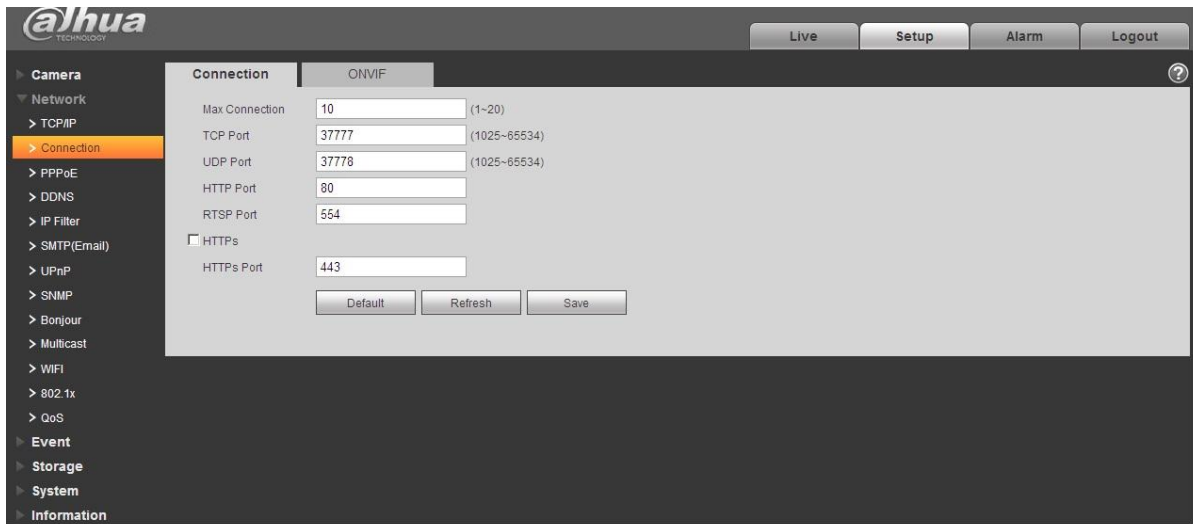 alhua
TECHNOLOGY
Live
Setup
Alarm
Logout
Camera
Network
> TCP/IP
> Connection
> PPPoE
> DDNS
> IP Filter
> SMTP(Email)
> UPnP
> SNMP
> Bonjour
> Multicast
> WIFI
> 802.1x
> QoS
Event
Storage
System
Information
Connection
ONVIF
?
Max Connection 10 (1~20)
TCP Port 37777 (1025~65534)
UDP Port 37778 (1025~65534)
HTTP Port 80
RTSP Port 554
HTTPs
HTTPs Port 443
Default
Refresh
Save